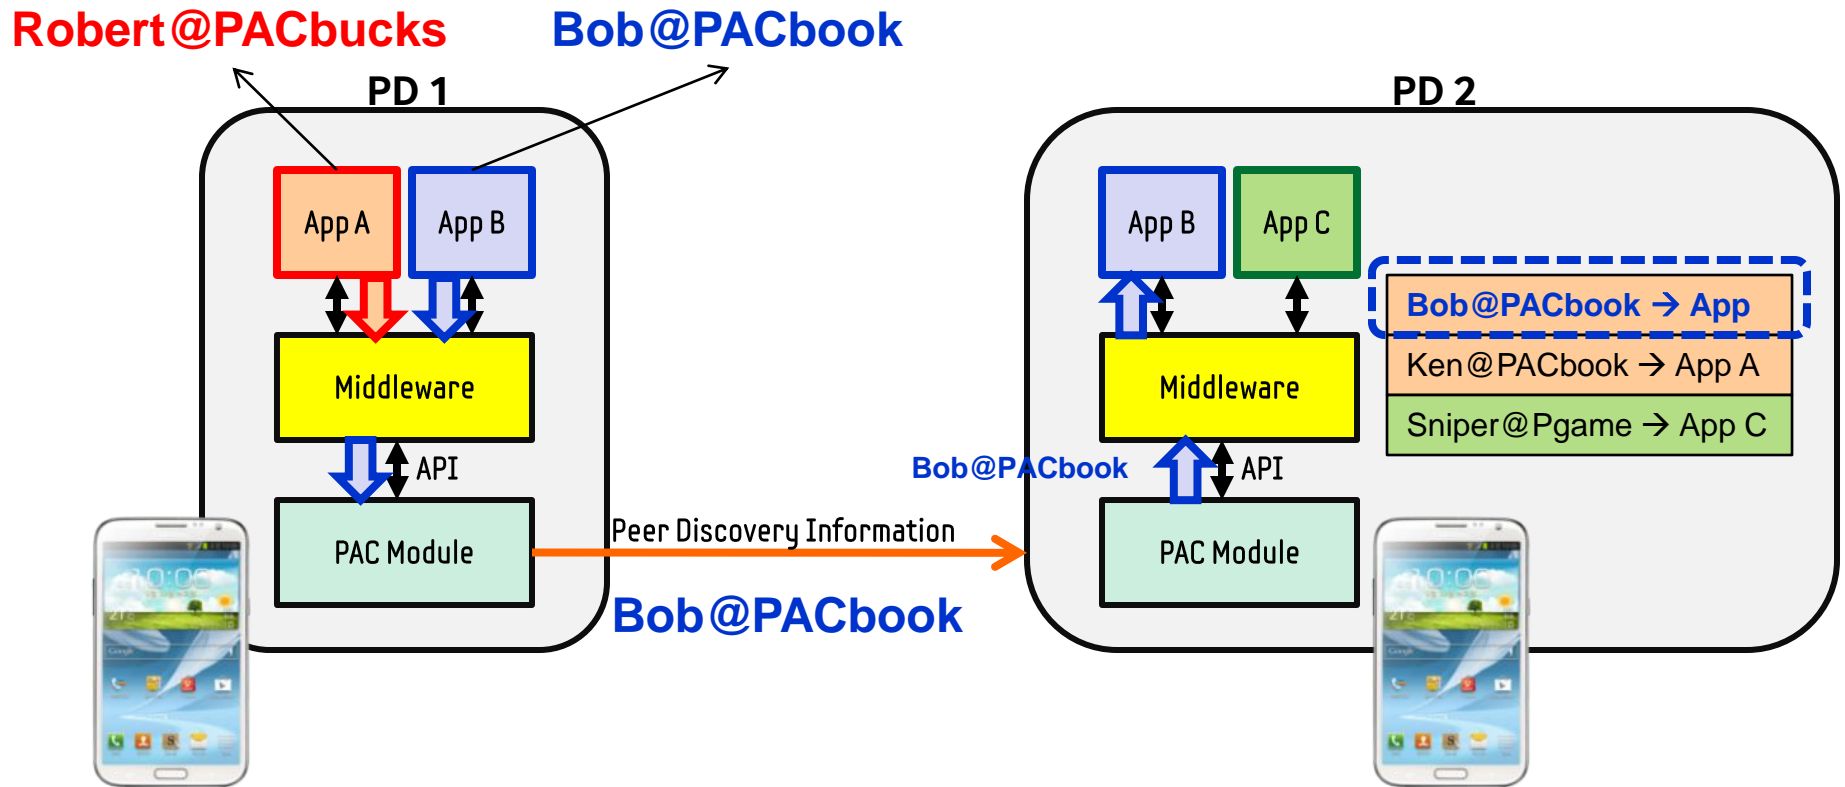 Robert@PACbucks
Bob@PACbook
PD 1
PD 2
App A
App B
App B
App C
Bob@PACbook → App
Ken@PACbook → App A
Sniper@Pgame → App C
Middleware
Middleware
API
Bob@PACbook
API
Peer Discovery Information
PAC Module
PAC Module
Bob@PACbook